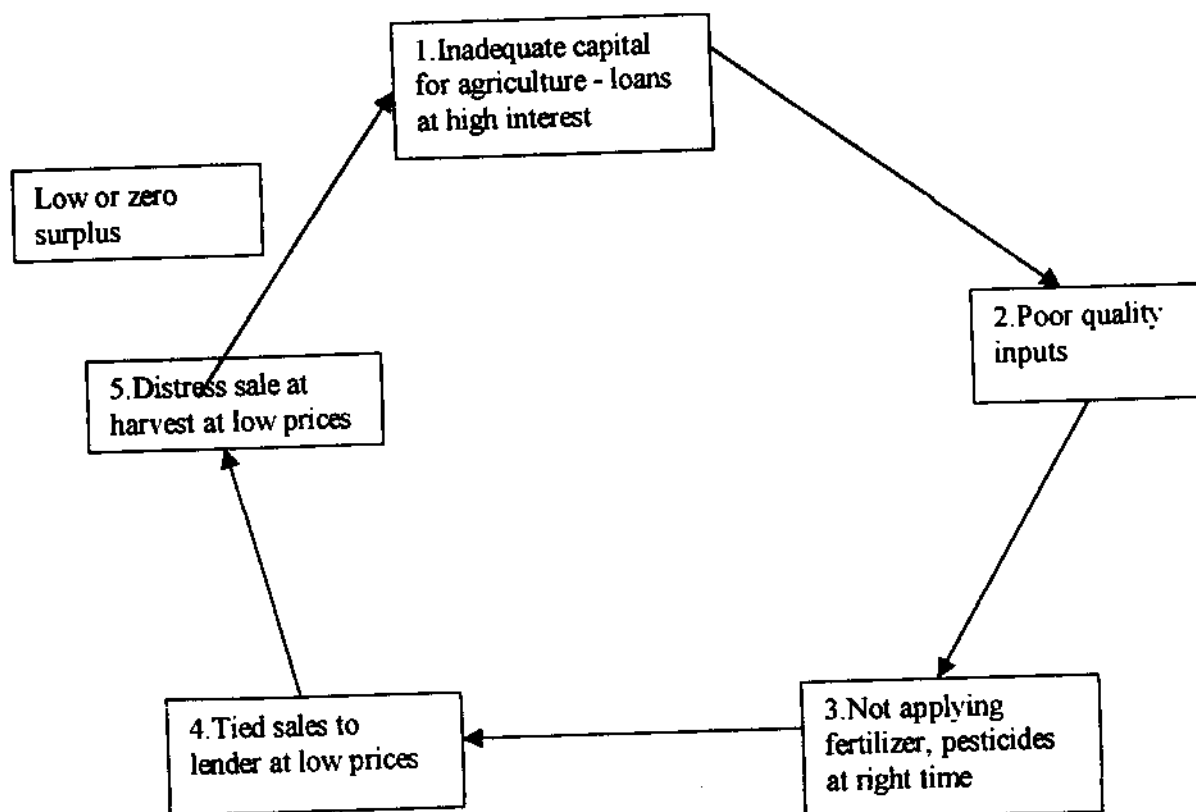 1.Inadequate capital
for agriculture - loans
at high interest
Low or zero
surplus
2.Poor quality
inputs
5.Distress sale at
harvest at low prices
3.Not applying
fertilizer, pesticides
at right time
4.Tied sales to
lender at low prices